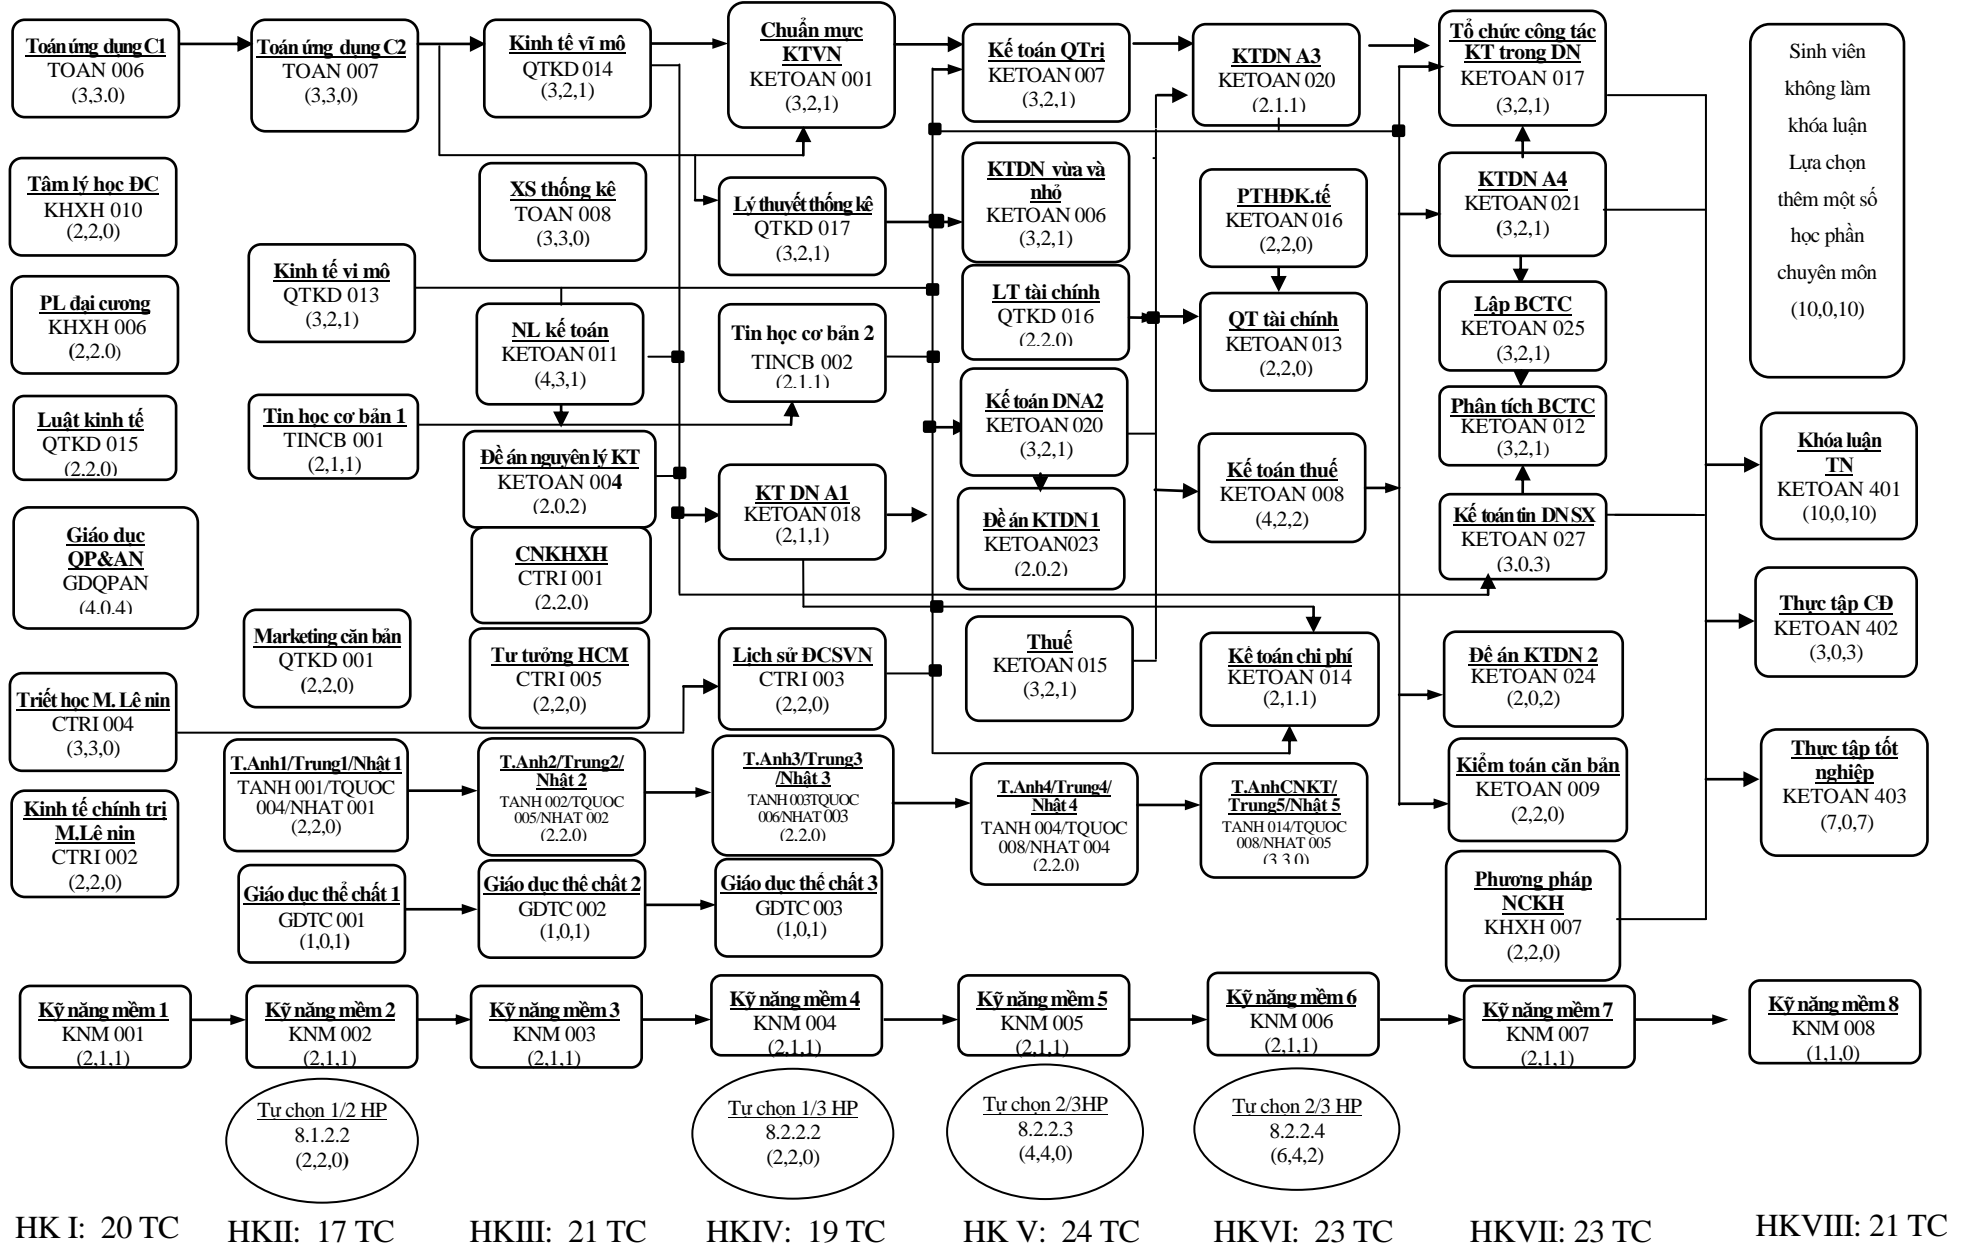 Toán ứng dụng C1
TOAN 006
(3,3.0)
Tâm lý học ĐC
KHXH 010
(2,2,0)
PL đại cương
KHXH 006
(2,2.0)
Luật kinh tế
QTKD 015
(2,2,0)
Giáo dục
QP&AN
GDQPAN
(4,0,4)
Triết học M. Lê nin
CTRI 004
(3,3,0)
Kinh tế chính trị
M.Lê nin
CTRI 002
(2,2,0)
Kỹ năng mềm 1
KNM 001
(2,1,1)
HK I: 20 TC
Toán ứng dụng C2
TOAN 007
(3,3,0)
Kinh tế vi mô
QTKD 013
(3,2,1)
Tin học cơ bản 1
TINCB 001
(2,1,1)
Marketing căn bản
QTKD 001
(2,2,0)
T.Anh1/Trung1/Nhật 1
TANH 001/TQUOC
004/NHAT 001
(2,2,0)
Giáo dục thể chất 1
GDTC 001
(1,0,1)
Kỹ năng mềm 2
KNM 002
(2,1,1)
Tự chọn 1/2 HP
8.1.2.2
(2,2,0)
HKII: 17 TC
Kinh tế vĩ mô
QTKD 014
(3,2,1)
XS thống kê
TOAN 008
(3,3,0)
NL kế toán
KETOAN 011
(4,3,1)
Đề án nguyên lý KT
KETOAN 004
(2,0,2)
CNKHXH
CTRI 001
(2,2,0)
Tư tưởng HCM
CTRI 005
(2,2,0)
T.Anh2/Trung2/
Nhật 2
TANH 002/TQUOC
005/NHAT 002
(2,2,0)
Giáo dục thể chất 2
GDTC 002
(1,0,1)
Kỹ năng mềm 3
KNM 003
(2,1,1)
HKIII: 21 TC
Chuẩn mực
KTVN
KETOAN 001
(3,2,1)
Lý thuyết thống kê
QTKD 017
(3,2,1)
Tin học cơ bản 2
TINCB 002
(2,1,1)
KT DN A1
KETOAN 018
(2,1,1)
Lịch sử ĐCSVN
CTRI 003
(2,2,0)
T.Anh3/Trung3
/Nhật 3
TANH 003TQUOC
006/NHAT 003
(2,2,0)
Giáo dục thể chất 3
GDTC 003
(1,0,1)
Kỹ năng mềm 4
KNM 004
(2,1,1)
Tự chọn 1/3 HP
8.2.2.2
(2,2,0)
HKIV: 19 TC
Kế toán QTrị
KETOAN 007
(3,2,1)
KTDN vừa và
nhỏ
KETOAN 006
(3,2,1)
LT tài chính
QTKD 016
(2,2,0)
Kế toán DNA2
KETOAN 020
(3,2,1)
Đề án KTDN 1
KETOAN023
(2,0,2)
Thuế
KETOAN 015
(3,2,1)
T.Anh4/Trung4/
Nhật 4
TANH 004/TQUOC
008/NHAT 004
(2,2,0)
Kỹ năng mềm 5
KNM 005
(2,1,1)
Tự chọn 2/3HP
8.2.2.3
(4,4,0)
HK V: 24 TC
KTDN A3
KETOAN 020
(2,1,1)
PTHĐK.tế
KETOAN 016
(2,2,0)
QT tài chính
KETOAN 013
(2,2,0)
Kế toán thuế
KETOAN 008
(4,2,2)
Kế toán chi phí
KETOAN 014
(2,1.1)
T.AnhCNKT/
Trung5/Nhật 5
TANH 014/TQUOC
008/NHAT 005
(3,3,0)
Kỹ năng mềm 6
KNM 006
(2,1,1)
Tự chọn 2/3 HP
8.2.2.4
(6,4,2)
HKVI: 23 TC
Tổ chức công tác
KT trong DN
KETOAN 017
(3,2,1)
KTDN A4
KETOAN 021
(3,2,1)
Lập BCTC
KETOAN 025
(3,2,1)
Phân tích BCTC
KETOAN 012
(3,2,1)
Kế toán tin DNSX
KETOAN 027
(3,0,3)
Đề án KTDN 2
KETOAN 024
(2,0,2)
Kiểm toán căn bản
KETOAN 009
(2,2,0)
Phương pháp
NCKH
KHXH 007
(2,2,0)
Kỹ năng mềm 7
KNM 007
(2,1,1)
HKVII: 23 TC
Sinh viên
không làm
khóa luận
Lựa chọn
thêm một số
học phần
chuyên môn
(10,0,10)
Khóa luận
TN
KETOAN 401
(10,0,10)
Thực tập CĐ
KETOAN 402
(3,0,3)
Thực tập tốt
nghiệp
KETOAN 403
(7,0,7)
Kỹ năng mềm 8
KNM 008
(1,1,0)
HKVIII: 21 TC